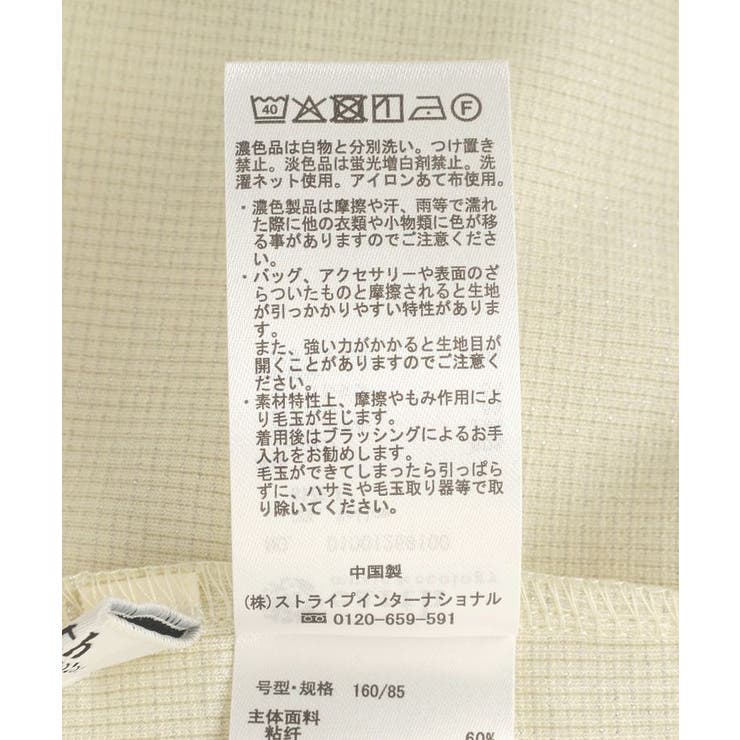 40
F
濃色品は白物と分別洗い。つけ置き
禁止。淡色品は蛍光増白剤禁止。洗
濯ネット使用。アイロンあて布使用。
・濃色製品は摩擦や汗、雨等で濡れ
た際に他の衣類や小物類に色が移
る事がありますのでご注意くださ
い。
・バッグ、アクセサリーや表面のざ
らついたものと摩擦されると生地
が引っかかりやすい特性がありま
す。
また、強い力がかかると生地目が
開くことがありますのでご注意く
ださい。
・素材特性上、摩擦やもみ作用によ
り毛玉が生じます。
着用後はブラッシングによるお手
入れをお勧めします。
毛玉ができてしまったら引っぱら
ずに、ハサミや毛玉取り器等で取
り除いてください。
中国製
(株)ストライプインターナショナル
0120-659-591
号型·规格 160/85
主体面料
粘纤 60%